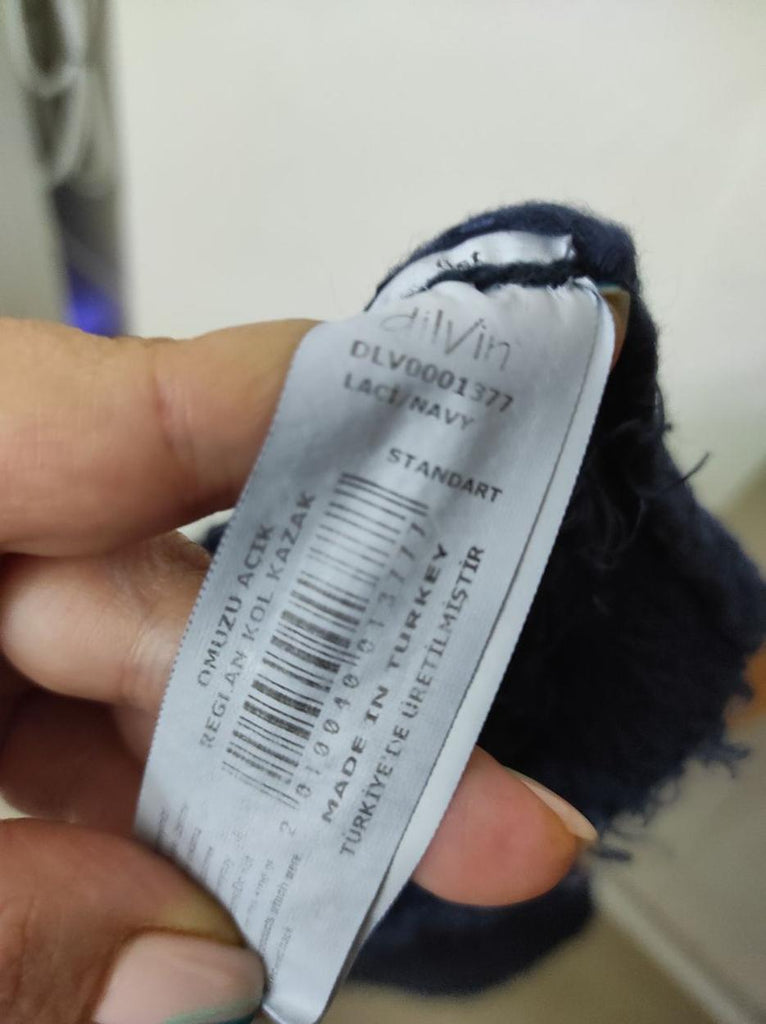 dilvin
DLV0001377
LACİ/NAVY
STANDART
OMUZU AÇIK
REGLAN KOL KAZAK
2010040013777
MADE IN TURKEY
TÜRKİYE'DE ÜRETİLMİŞTİR